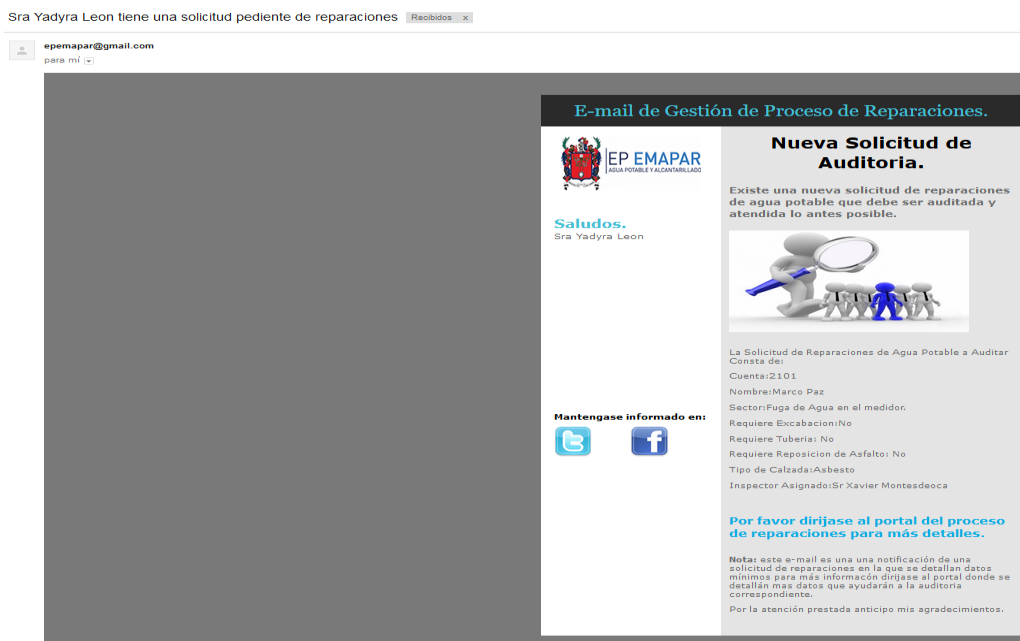 Sra Yadyra Leon tiene una solicitud pediente de reparaciones Recibidos x
epemapar@gmail.com
para mí
E-mail de Gestión de Proceso de Reparaciones.
EP EMAPAR
AGUA POTABLE Y ALCANTARILLADO
Saludos.
Sra Yadyra Leon
Mantengase informado en:
Nueva Solicitud de
Auditoria.
Existe una nueva solicitud de reparaciones
de agua potable que debe ser auditada y
atendida lo antes posible.
La Solicitud de Reparaciones de Agua Potable a Auditar
Consta de:
Cuenta:2101
Nombre:Marco Paz
Sector:Fuga de Agua en el medidor.
Requiere Excabacion:No
Requiere Tuberia: No
Requiere Reposicion de Asfalto: No
Tipo de Calzada:Asbesto
Inspector Asignado:Sr Xavier Montesdeoca
Por favor dirijase al portal del proceso
de reparaciones para más detalles.
Nota: este e-mail es una una notificación de una
solicitud de reparaciones en la que se detallan datos
mínimos para más informacón dirijase al portal donde se
detallán mas datos que ayudarán a la auditoria
correspondiente.
Por la atención prestada anticipo mis agradecimientos.